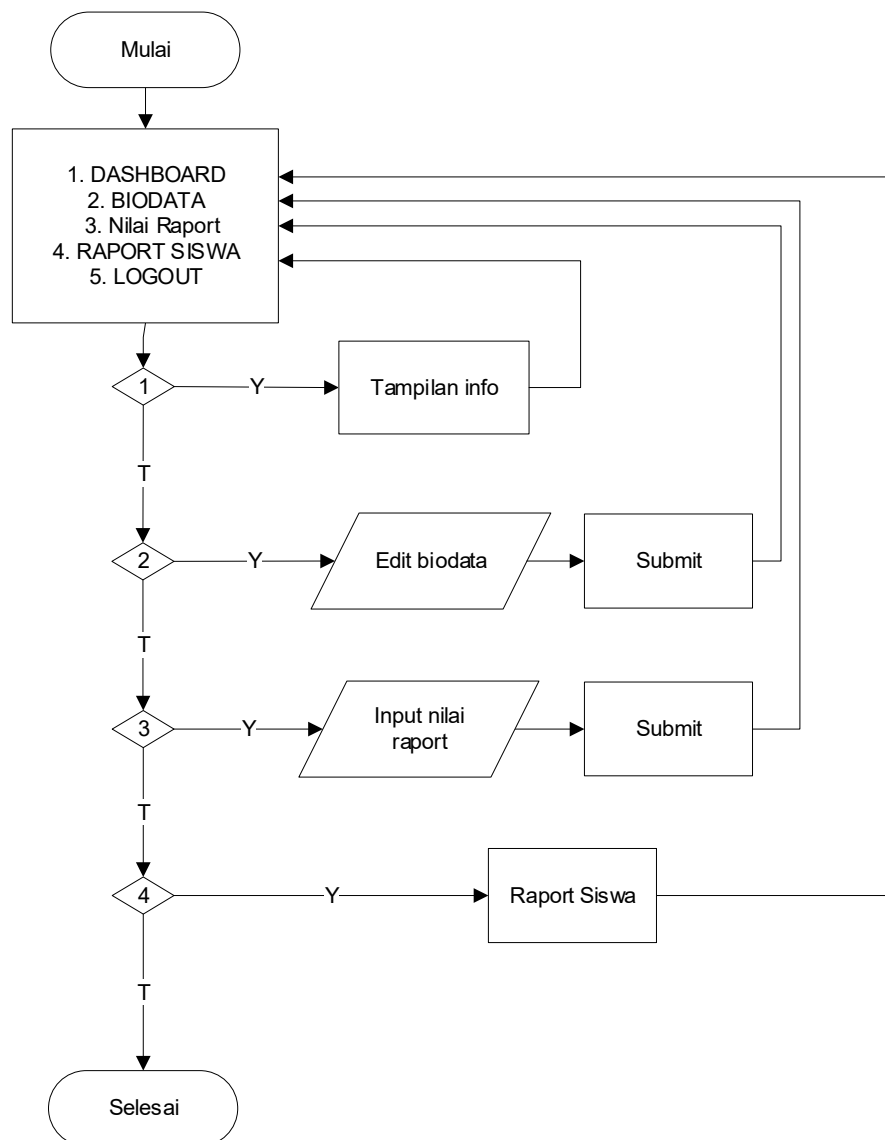 Mulai
1. DASHBOARD
2. BIODATA
3. Nilai Raport
4. RAPORT SISWA
5. LOGOUT
1
Y
Tampilan info
T
2
Y
Edit biodata
Submit
T
3
Y
Input nilai
raport
Submit
T
4
Y
Raport Siswa
T
Selesai